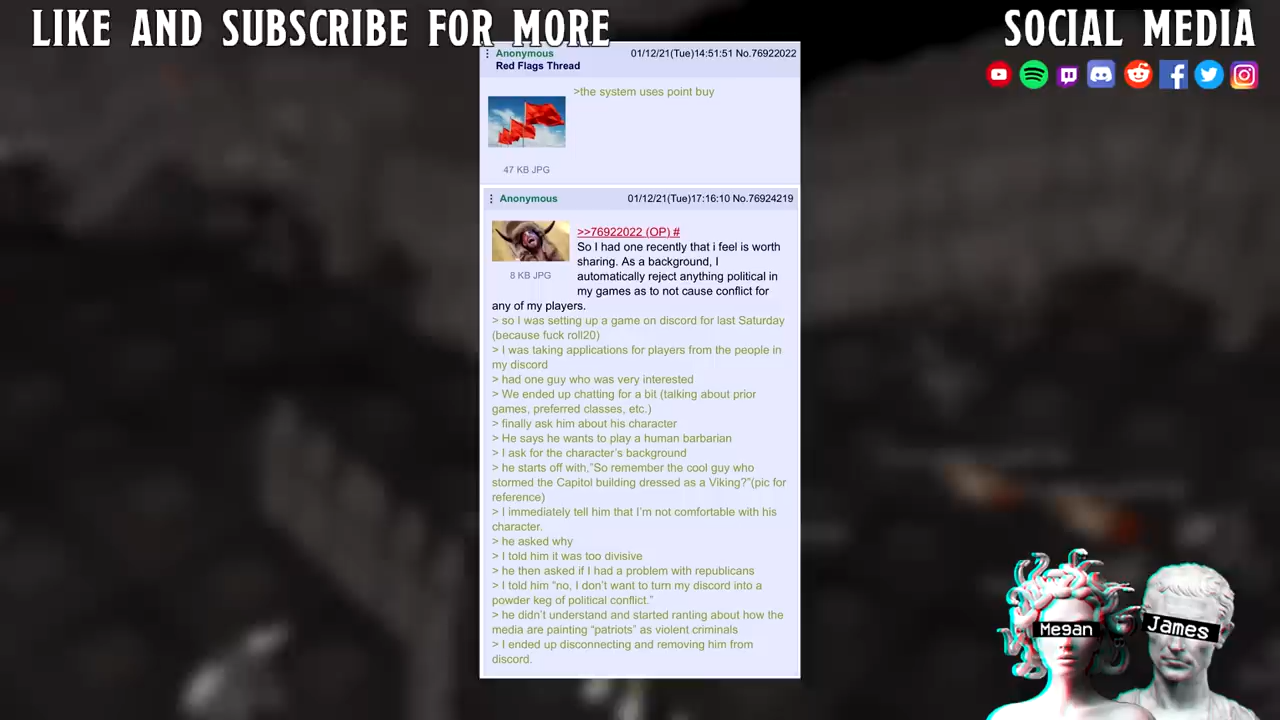 LIKE AND SUBSCRIBE FOR MORE
SOCIAL MEDIA
Anonymous 01/12/21(Tue)14:51:51 No.76922022
Red Flags Thread
>the system uses point buy
47 KB JPG
Anonymous 01/12/21(Tue)17:16:10 No.76924219
>>76922022 (OP) #
So I had one recently that i feel is worth
sharing. As a background, I
automatically reject anything political in
my games as to not cause conflict for
any of my players.
8 KB JPG
> so I was setting up a game on discord for last Saturday
(because fuck roll20)
> I was taking applications for players from the people in
my discord
> had one guy who was very interested
> We ended up chatting for a bit (talking about prior
games, preferred classes, etc.)
> finally ask him about his character
> He says he wants to play a human barbarian
> I ask for the character's background
> he starts off with,"So remember the cool guy who
stormed the Capitol building dressed as a Viking?"(pic for
reference)
> I immediately tell him that I'm not comfortable with his
character.
> he asked why
> I told him it was too divisive
> he then asked if I had a problem with republicans
> I told him “no, I don't want to turn my discord into a
powder keg of political conflict.”
> he didn't understand and started ranting about how the
media are painting “patriots” as violent criminals
> I ended up disconnecting and removing him from
discord.
Megan
James